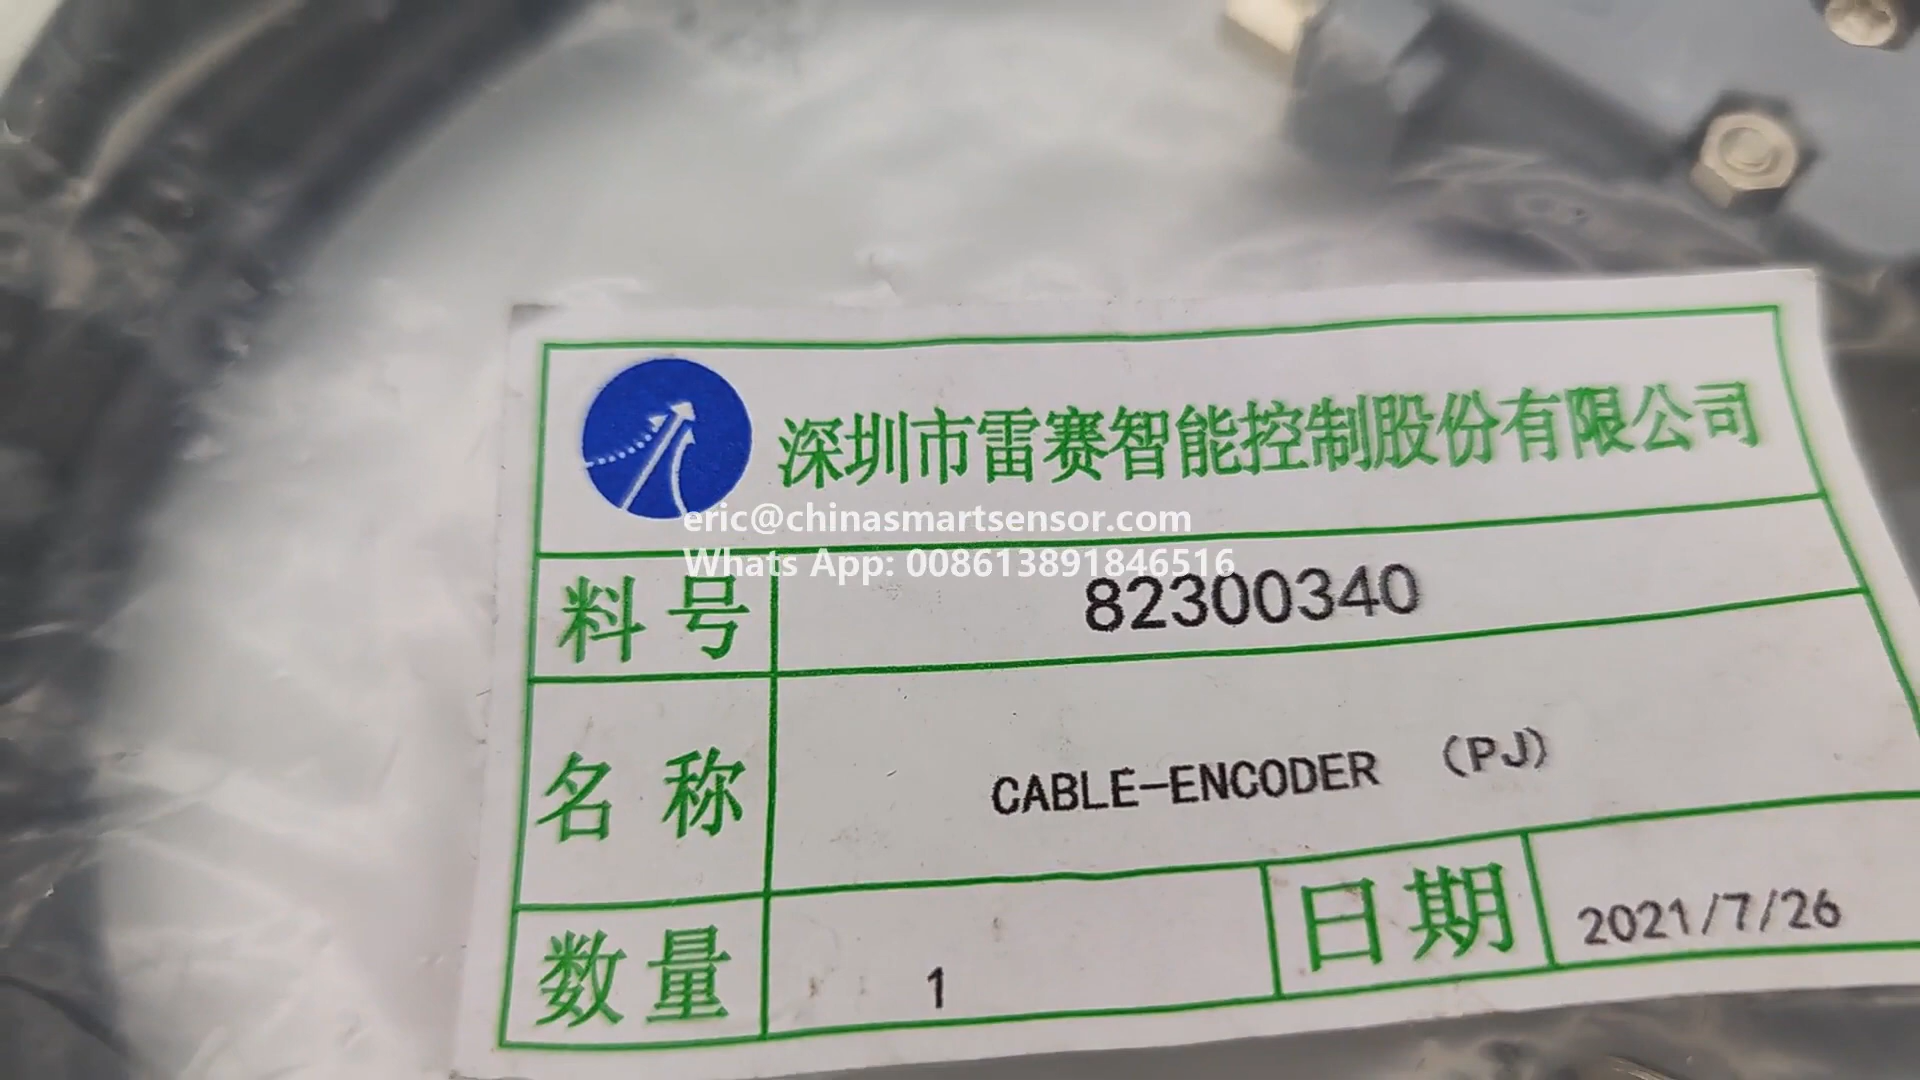 深圳市雷赛智能控制股份有限公司
eric@chinasmartsensor.com
Whats App: 008613891846516
料号 82300340
名称 CABLE-ENCODER (PJ)
数量 1 日期 2021/7/26